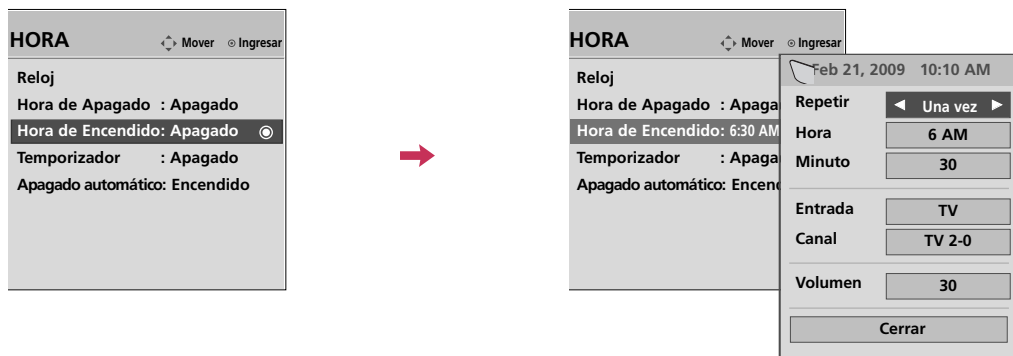 HORA Mover Ingresar
Reloj
Hora de Apagado : Apagado
Hora de Encendido: Apagado
Temporizador : Apagado
Apagado automático: Encendido
HORA Mover Ingresar
Reloj
Hora de Apagado : Apaga
Hora de Encendido: 6:30 AM
Temporizador : Apaga
Apagado automático: Encen
Feb 21, 2009 10:10 AM
Repetir ◀ Una vez ▶
Hora 6 AM
Minuto 30
Entrada TV
Canal TV 2-0
Volumen 30
Cerrar